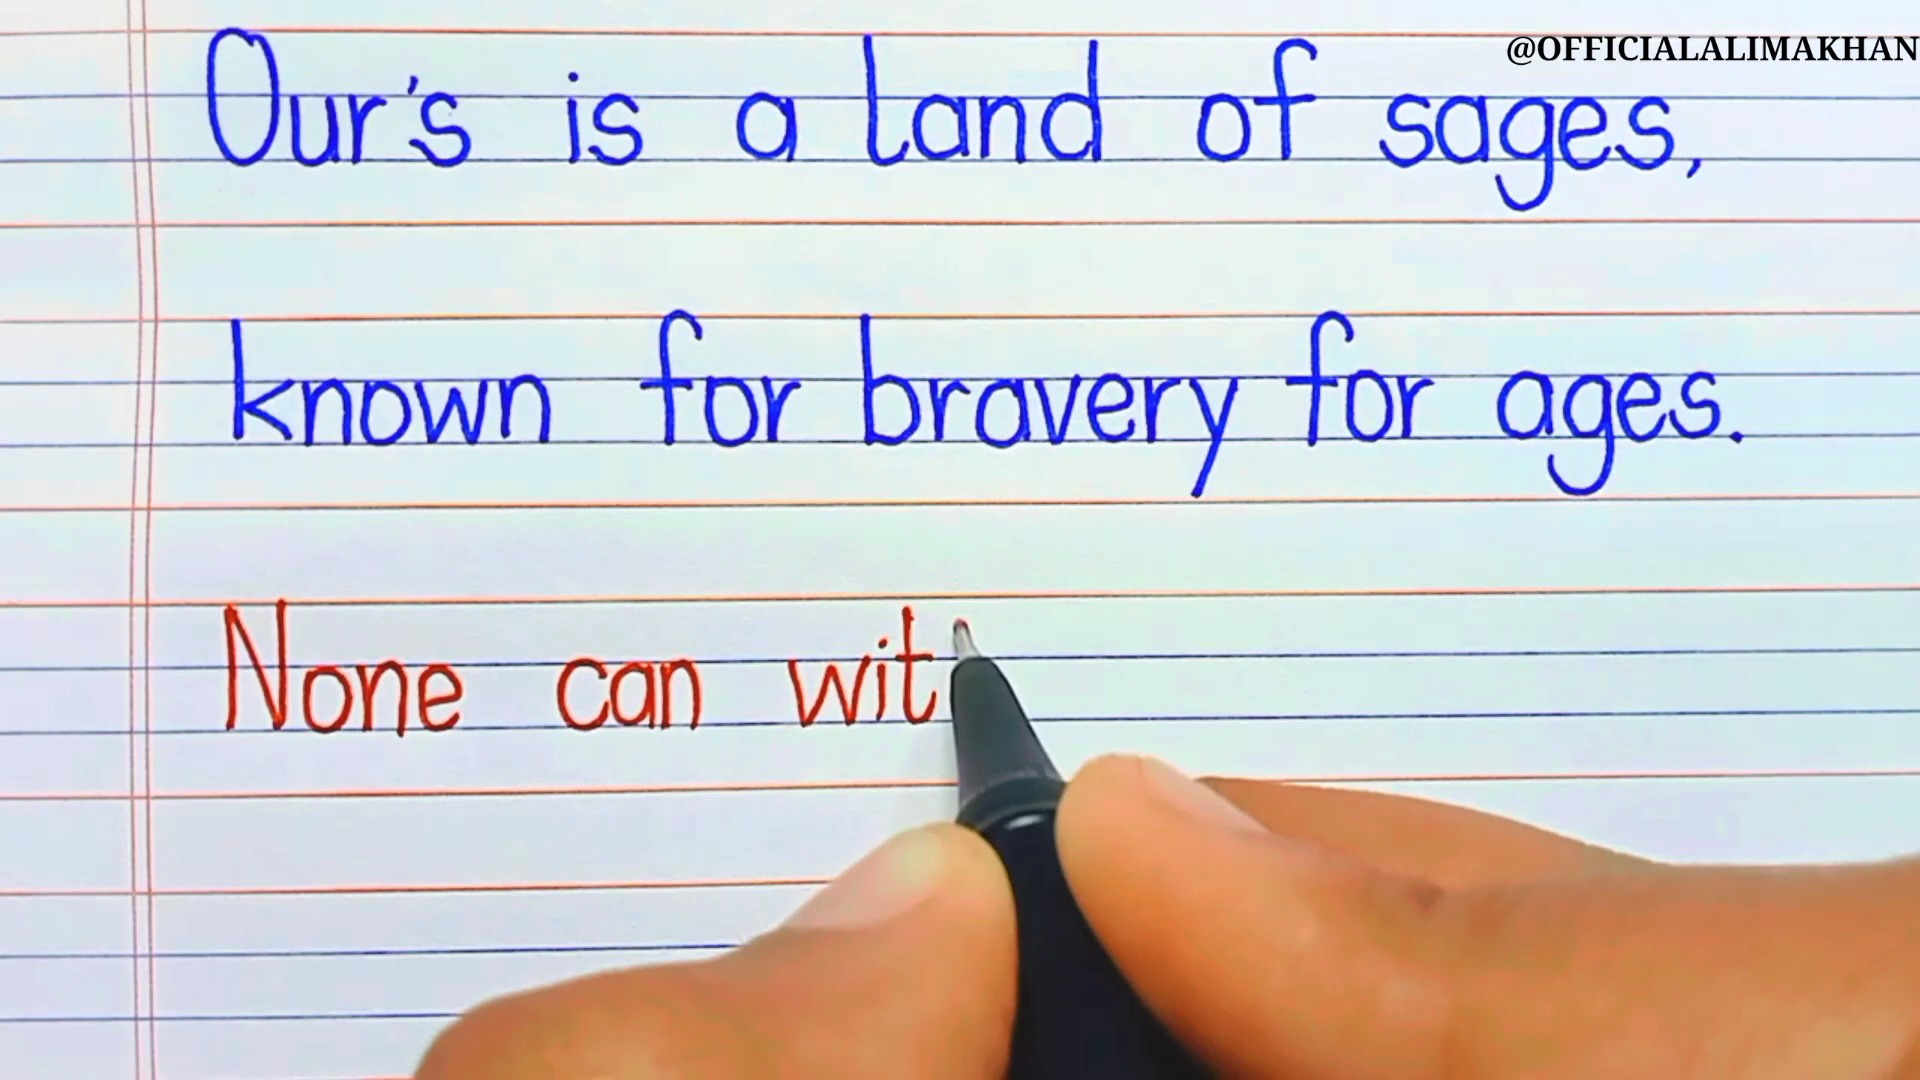 @OFFICIALALIMAKHAN
Our's is a land of sages,
known for bravery for ages.
None can wit